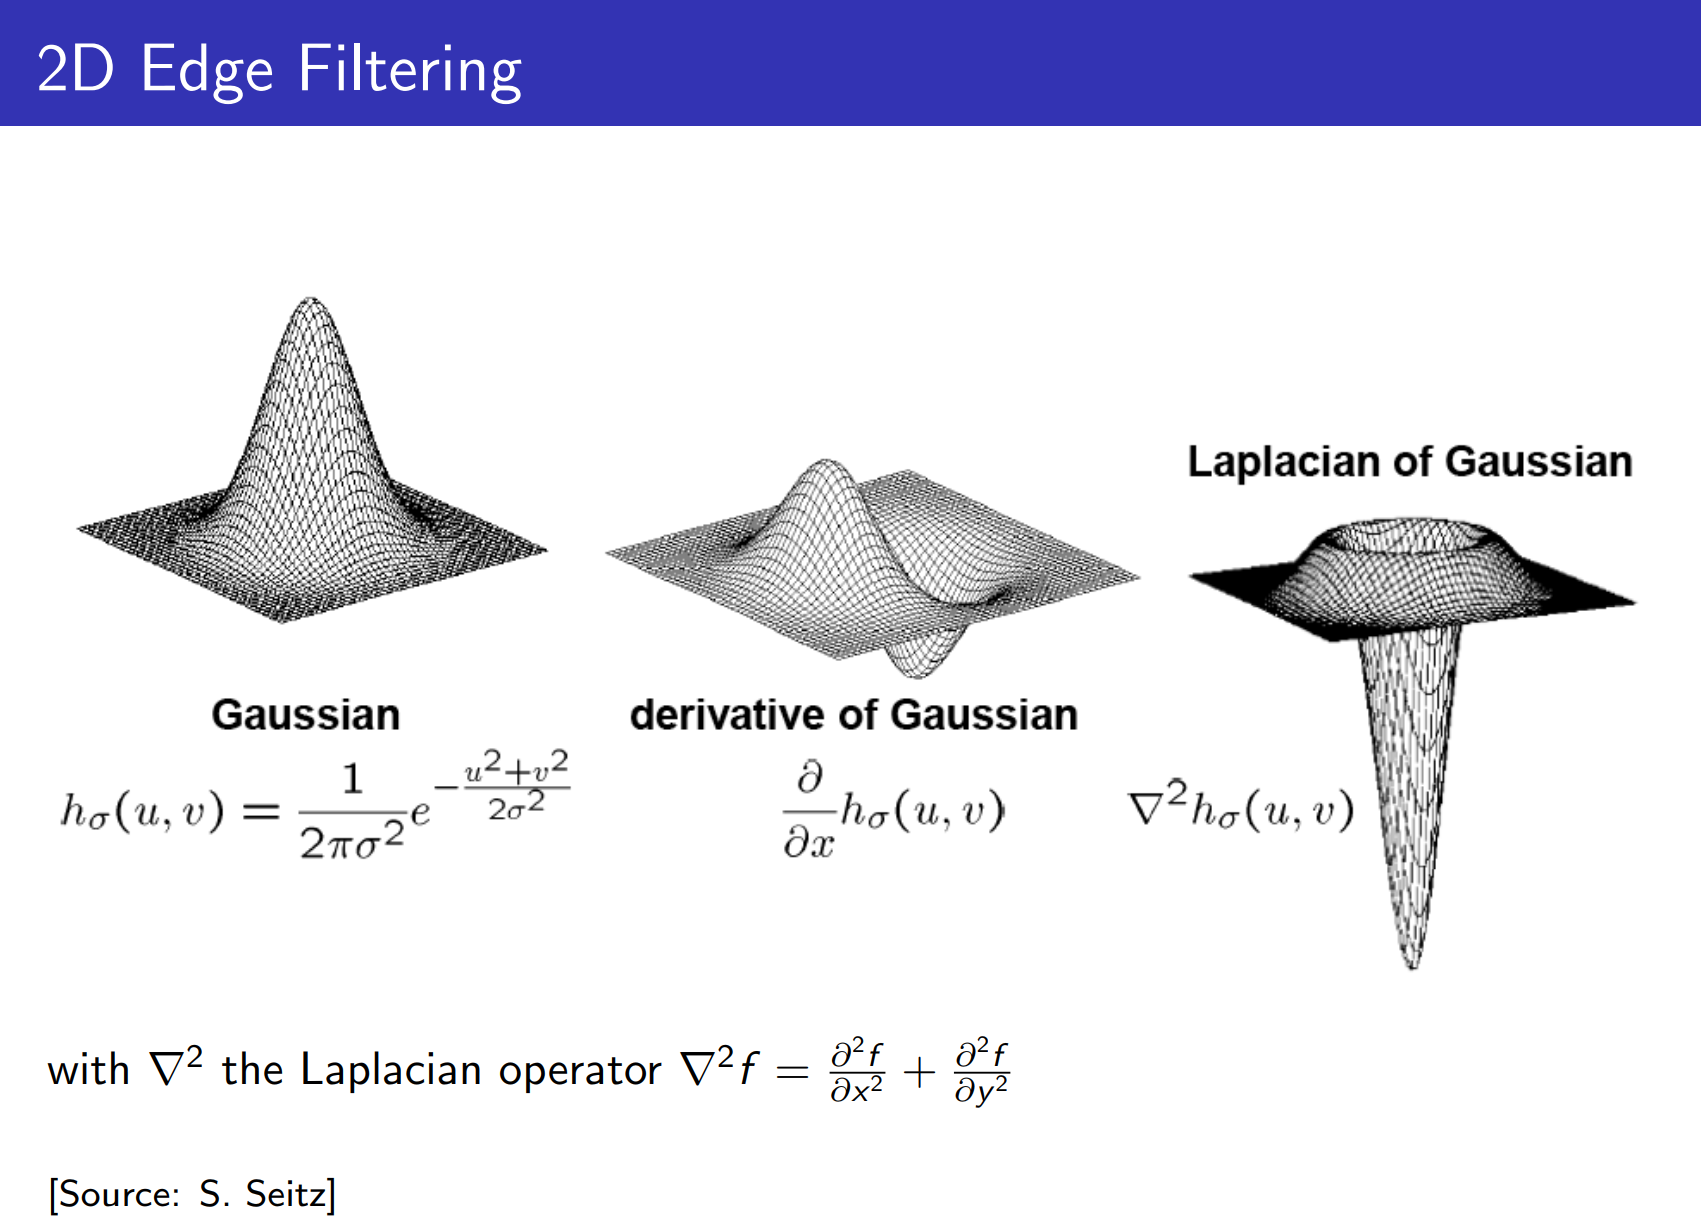 2D Edge Filtering
Laplacian of Gaussian
Gaussian
derivative of Gaussian
$h_\sigma(u, v) = \frac{1}{2\pi\sigma^2} e^{-\frac{u^2+v^2}{2\sigma^2}}$
$\frac{\partial}{\partial x} h_\sigma(u, v)$
$\nabla^2 h_\sigma(u, v)$
with $\nabla^2$ the Laplacian operator $\nabla^2 f = \frac{\partial^2 f}{\partial x^2} + \frac{\partial^2 f}{\partial y^2}$
[Source: S. Seitz]